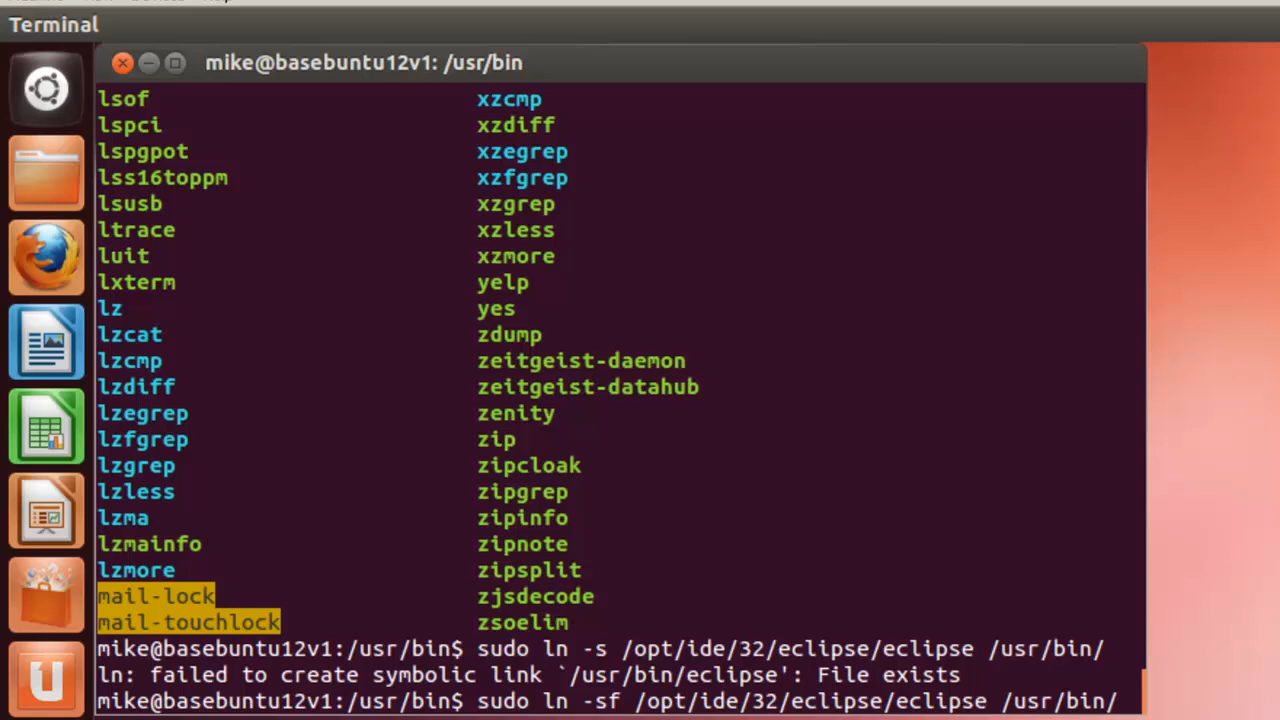 Terminal
mike@basebuntu12v1: /usr/bin
lsof xzcmp
lspci xzdiff
lspgpot xzegrep
lss16toppm xzfgrep
lsusb xzgrep
ltrace xzless
luit xzmore
lxterm yelp
lz yes
lzcat zdump
lzcmp zeitgeist-daemon
lzdiff zeitgeist-datahub
lzegrep zenity
lzfgrep zip
lzgrep zipcloak
lzless zipgrep
lzma zipinfo
lzmainfo zipnote
lzmore zipsplit
mail-lock zjsdecode
mail-touchlock zsoelim
mike@basebuntu12v1:/usr/bin$ sudo ln -s /opt/ide/32/eclipse/eclipse /usr/bin/
ln: failed to create symbolic link `/usr/bin/eclipse': File exists
mike@basebuntu12v1:/usr/bin$ sudo ln -sf /opt/ide/32/eclipse/eclipse /usr/bin/